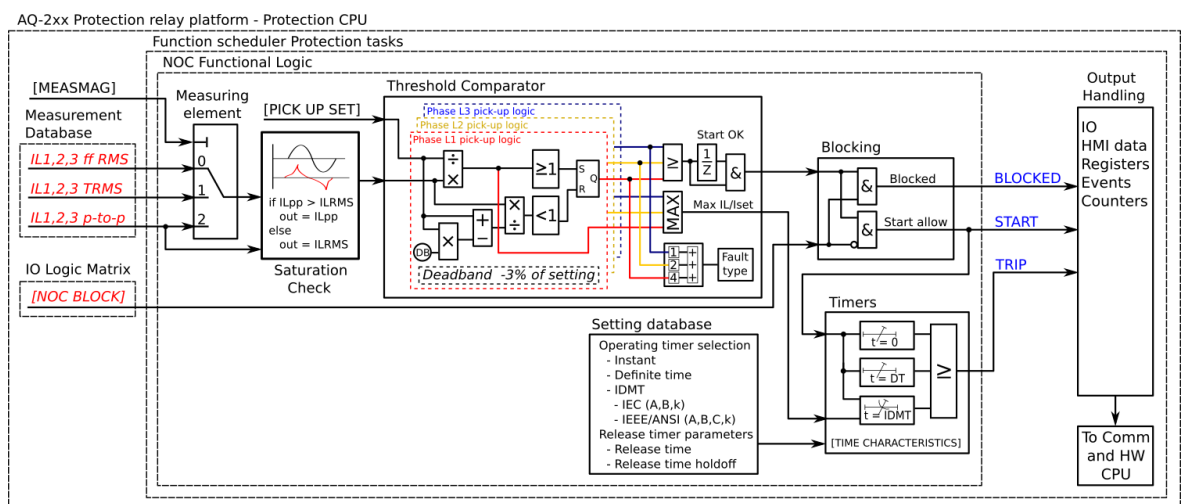 AQ-2xx Protection relay platform - Protection CPU
Function scheduler Protection tasks
NOC Functional Logic
[MEASMAG]
Measurement
Database
IL1,2,3 ff RMS
IL1,2,3 TRMS
IL1,2,3 p-to-p
IO Logic Matrix
[NOC BLOCK]
Measuring
element
0
1
2
[PICK UP SET]
if ILpp > ILRMS
out = ILpp
else
out = ILRMS
Saturation
Check
Threshold Comparator
Phase L3 pick-up logic
Phase L2 pick-up logic
Phase L1 pick-up logic
÷
×
≥1
S
Q
R
×
÷
<1
+
−
×
DB
Deadband -3% of setting
≥
Start OK
1
Z
&
MAX
Max IL/Iset
1 +
2 +
4 +
Fault
type
Blocking
&
Blocked
&
Start allow
BLOCKED
START
TRIP
Timers
t = 0
t = DT
t = IDMT
≥
[TIME CHARACTERISTICS]
Setting database
Operating timer selection
- Instant
- Definite time
- IDMT
- IEC (A,B,k)
- IEEE/ANSI (A,B,C,k)
Release timer parameters
- Release time
- Release time holdoff
Output
Handling
IO
HMI data
Registers
Events
Counters
To Comm
and HW
CPU